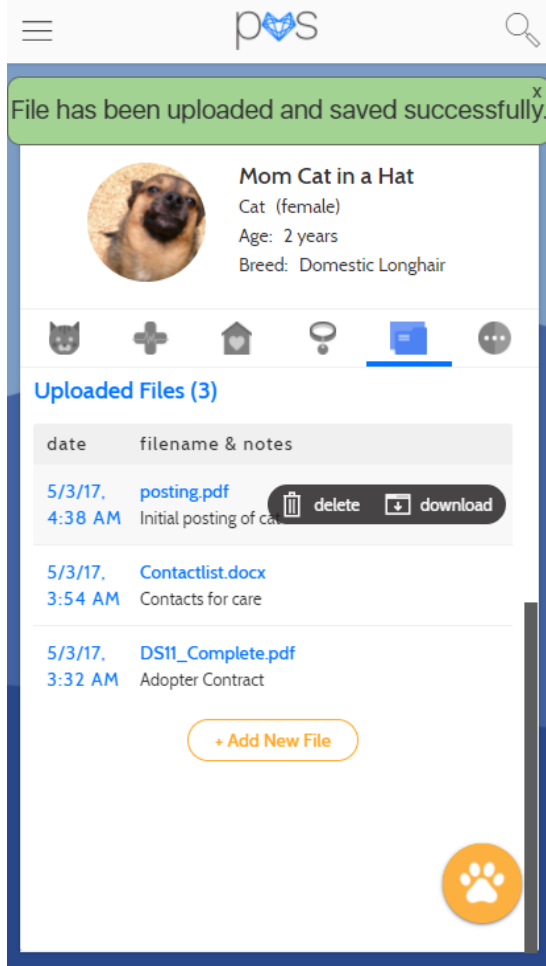 pws
x
File has been uploaded and saved successfully.
Mom Cat in a Hat
Cat (female)
Age: 2 years
Breed: Domestic Longhair
Uploaded Files (3)
date filename & notes
5/3/17, posting.pdf
4:38 AM Initial posting of cat
delete download
5/3/17, Contactlist.docx
3:54 AM Contacts for care
5/3/17, DS11_Complete.pdf
3:32 AM Adopter Contract
+ Add New File